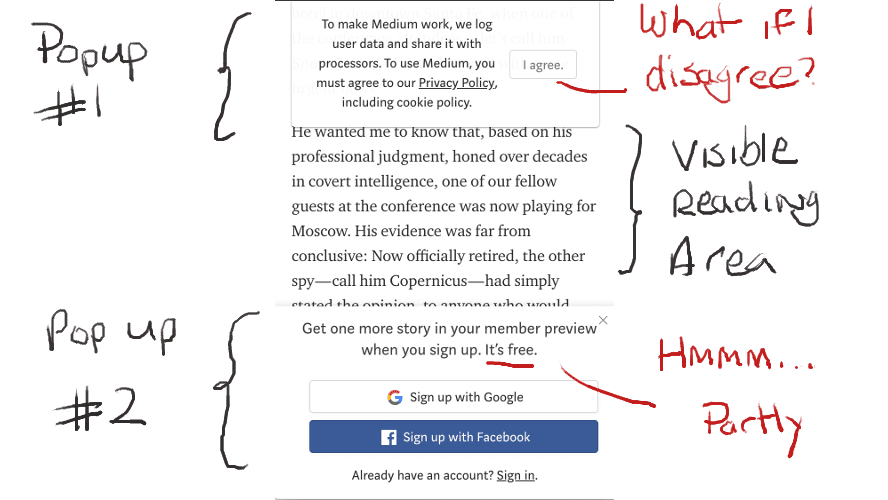 Popup
#1
To make Medium work, we log
user data and share it with
processors. To use Medium, you
must agree to our Privacy Policy,
including cookie policy.
I agree.
What if I
disagree?
He wanted me to know that, based on his
professional judgment, honed over decades
in covert intelligence, one of our fellow
guests at the conference was now playing for
Moscow. His evidence was far from
conclusive: Now officially retired, the other
spy—call him Copernicus—had simply
stated the opinion, to anyone who would
Visible
Reading
Area
Pop up
#2
Get one more story in your member preview
when you sign up. It's free.
Sign up with Google
Sign up with Facebook
Already have an account? Sign in.
Hmmm...
Partly